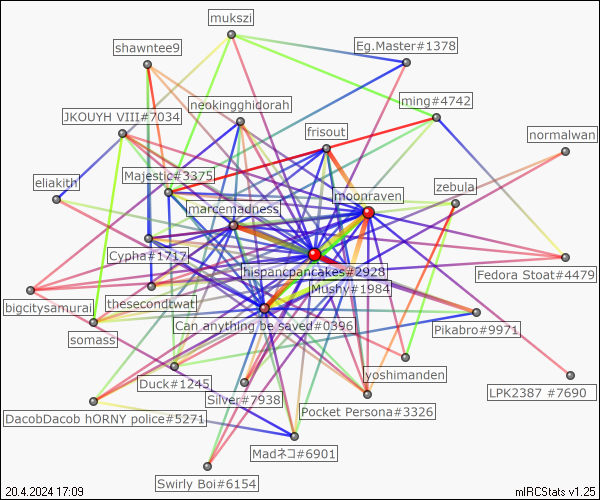 mukszi
shawntee9
Eg.Master#1378
neokingghidorah
ming#4742
JKOUYH VIII#7034
frisout
normalwan
eliakith
Majestic#3375
moonraven
zebula
marcemadness
Cypha#1717
hispancpancakes#2928
Fedora Stoat#4479
Mushy#1984
bigcitysamurai
thesecondtwat
Can anything be saved#0396
Pikabro#9971
somass
yoshimanden
Duck#1245
Silver#7938
LPK2387 #7690
DacobDacob hORNY police#5271
Pocket Persona#3326
Madネコ#6901
Swirly Boi#6154
20.4.2024 17:09
mIRCStats v1.25